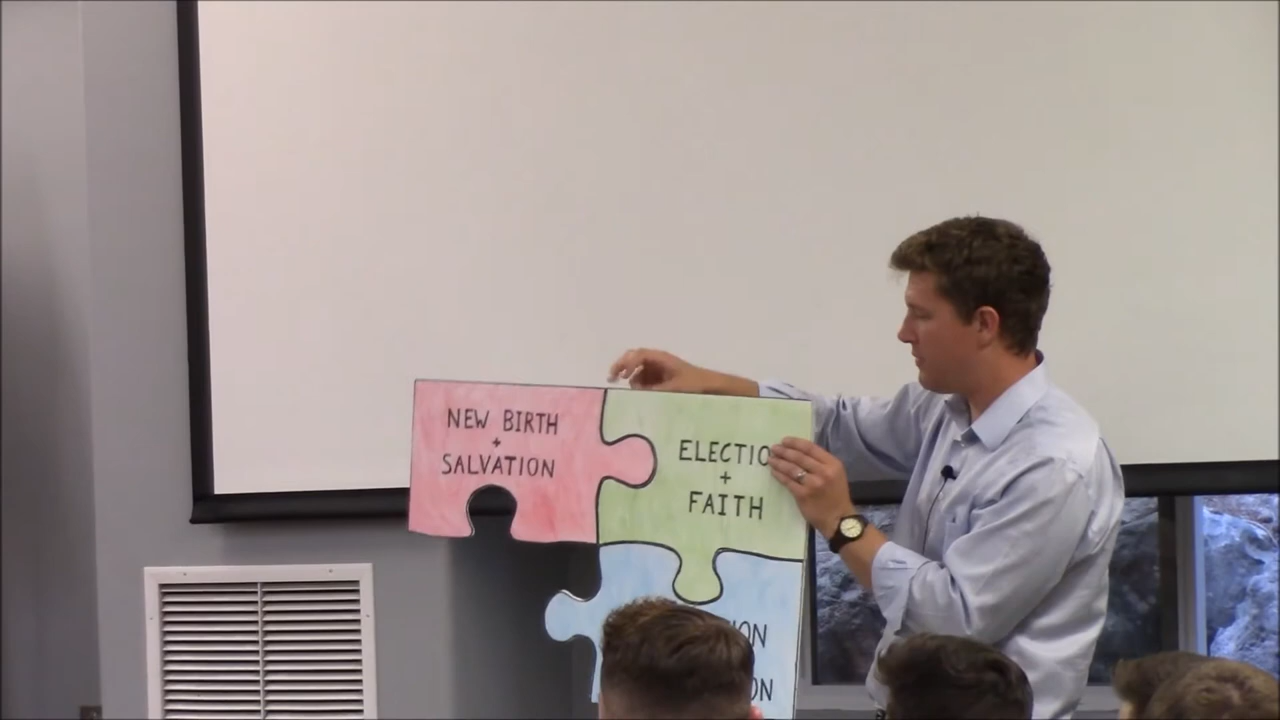 NEW BIRTH
+
SALVATION
ELECTIO
+
FAITH